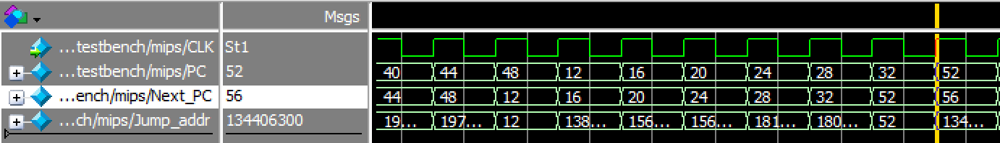 Msgs
...testbench/mips/CLK St1
...testbench/mips/PC 52 40 44 48 12 16 20 24 28 32 52
...ench/mips/Next_PC 56 44 48 12 16 20 24 28 32 52 56
...ch/mips/Jump_addr 134406300 19... 197... 12 138... 156... 156... 181... 180... 52 134...